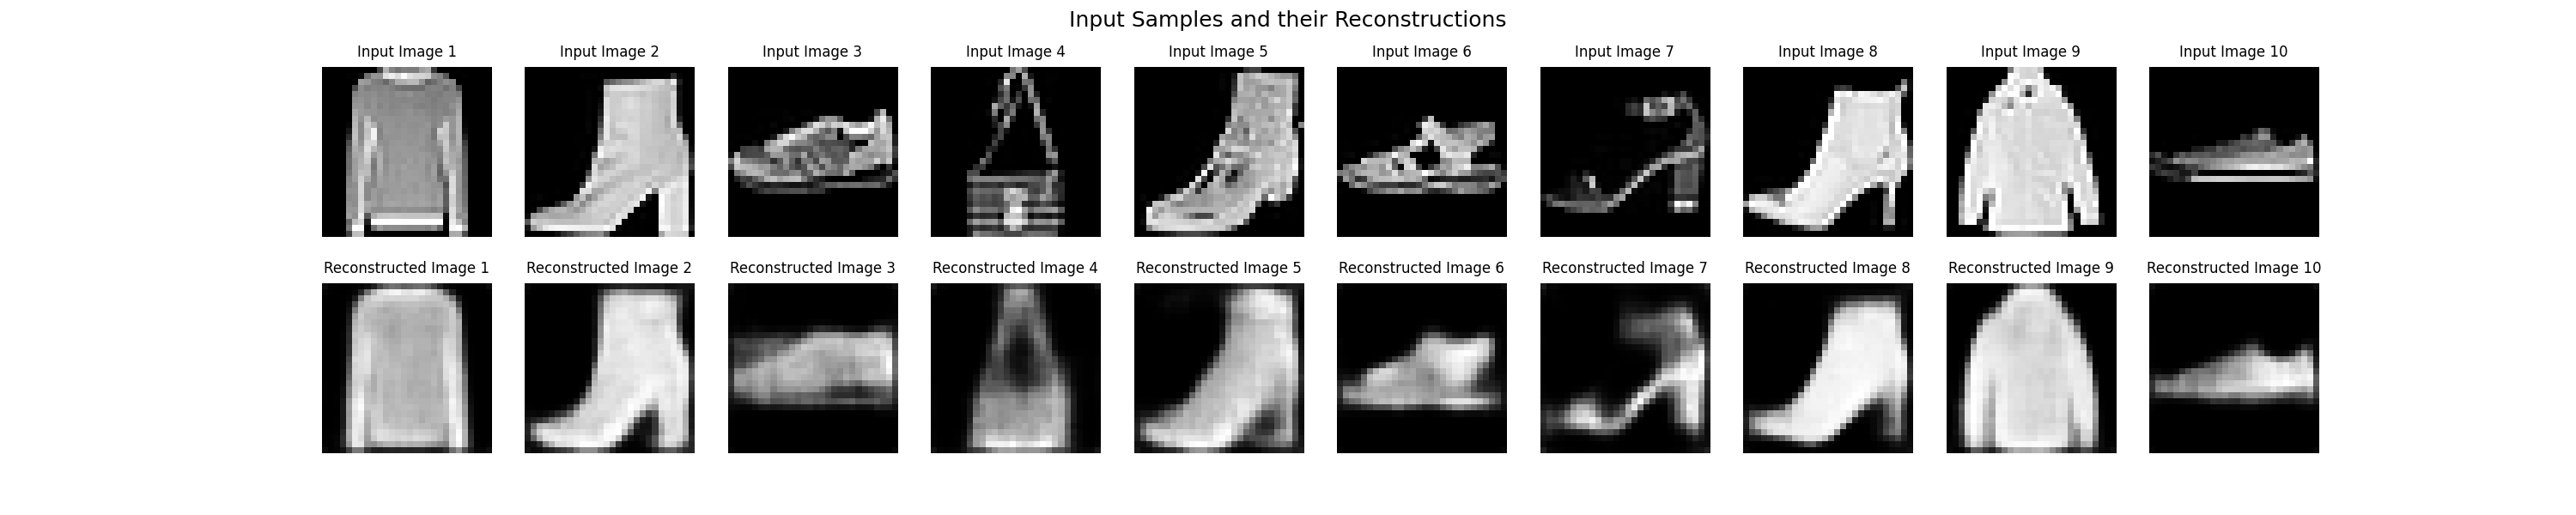 Input Samples and their Reconstructions
Input Image 1
Input Image 2
Input Image 3
Input Image 4
Input Image 5
Input Image 6
Input Image 7
Input Image 8
Input Image 9
Input Image 10
Reconstructed Image 1
Reconstructed Image 2
Reconstructed Image 3
Reconstructed Image 4
Reconstructed Image 5
Reconstructed Image 6
Reconstructed Image 7
Reconstructed Image 8
Reconstructed Image 9
Reconstructed Image 10